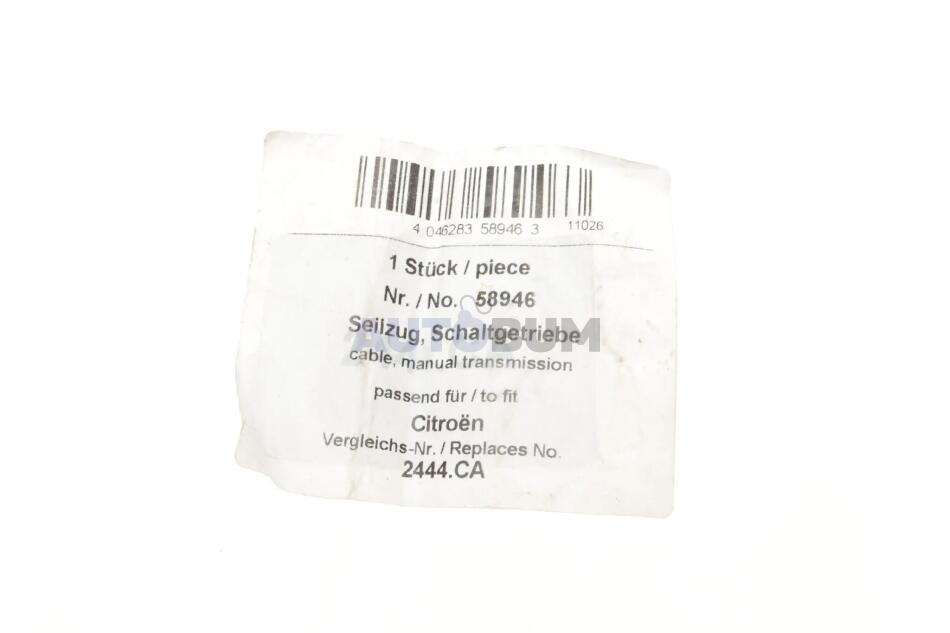 4 046283 58946 3 11026
1 Stück / piece
Nr. / No. 58946
AUTOBUM
Seilzug, Schaltgetriebe
cable, manual transmission
passend für / to fit
Citroën
Vergleichs-Nr. / Replaces No.
2444.CA